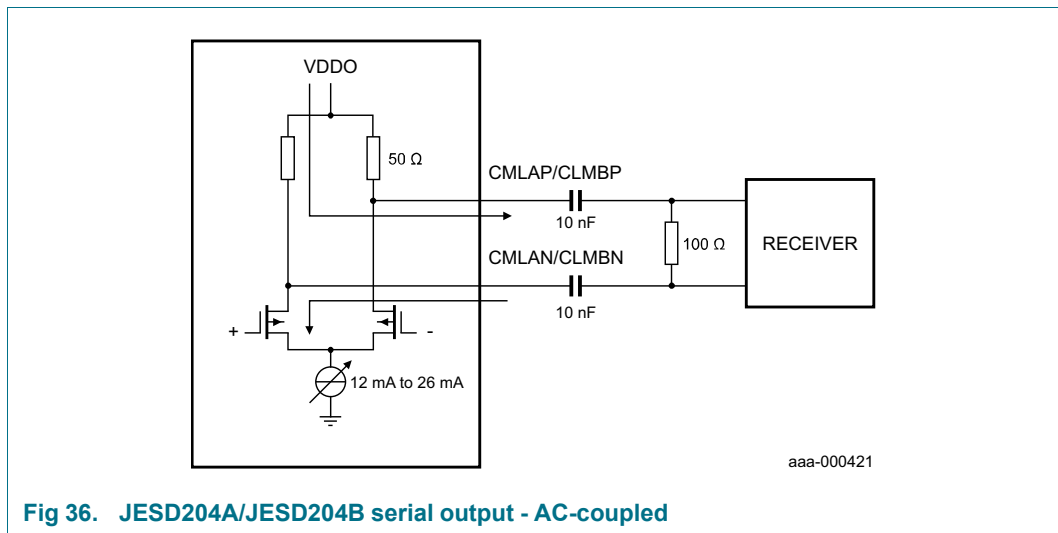 VDDO
50 Ω
CMLAP/CLMBP
10 nF
100 Ω
RECEIVER
CMLAN/CLMBN
10 nF
+
-
12 mA to 26 mA
aaa-000421
Fig 36. JESD204A/JESD204B serial output - AC-coupled